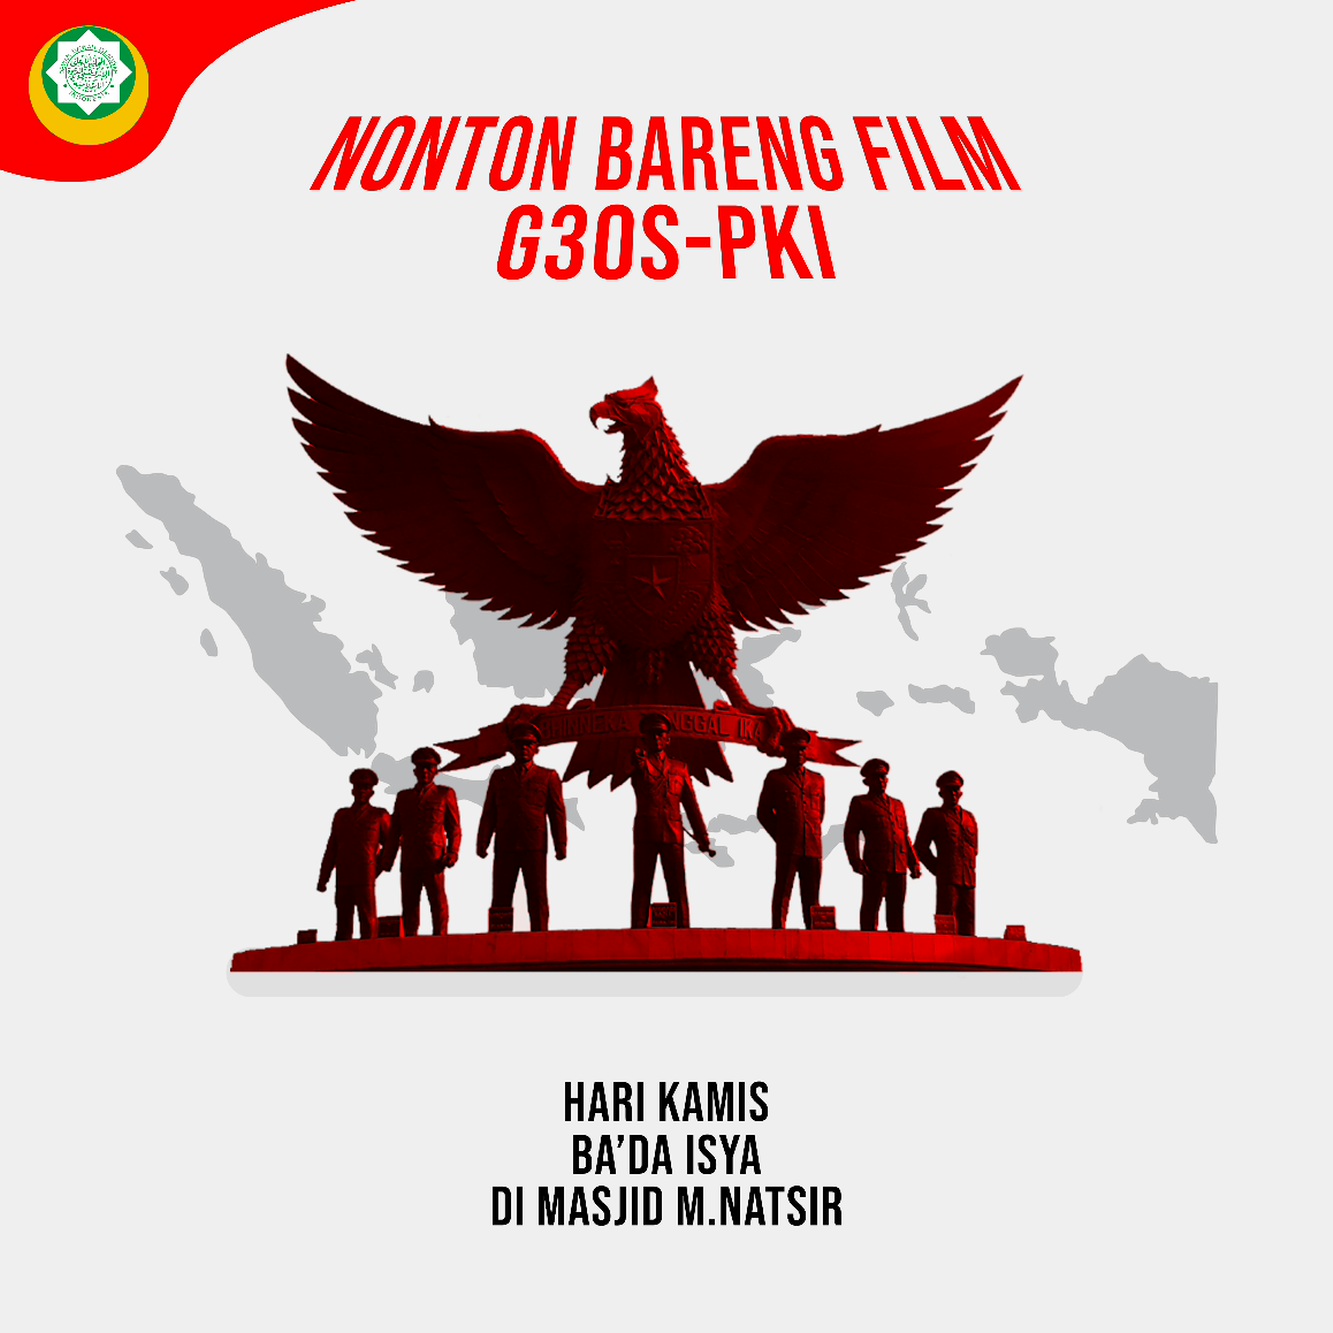 NONTON BARENG FILM
G30S-PKI
HARI KAMIS
BA'DA ISYA
DI MASJID M.NATSIR